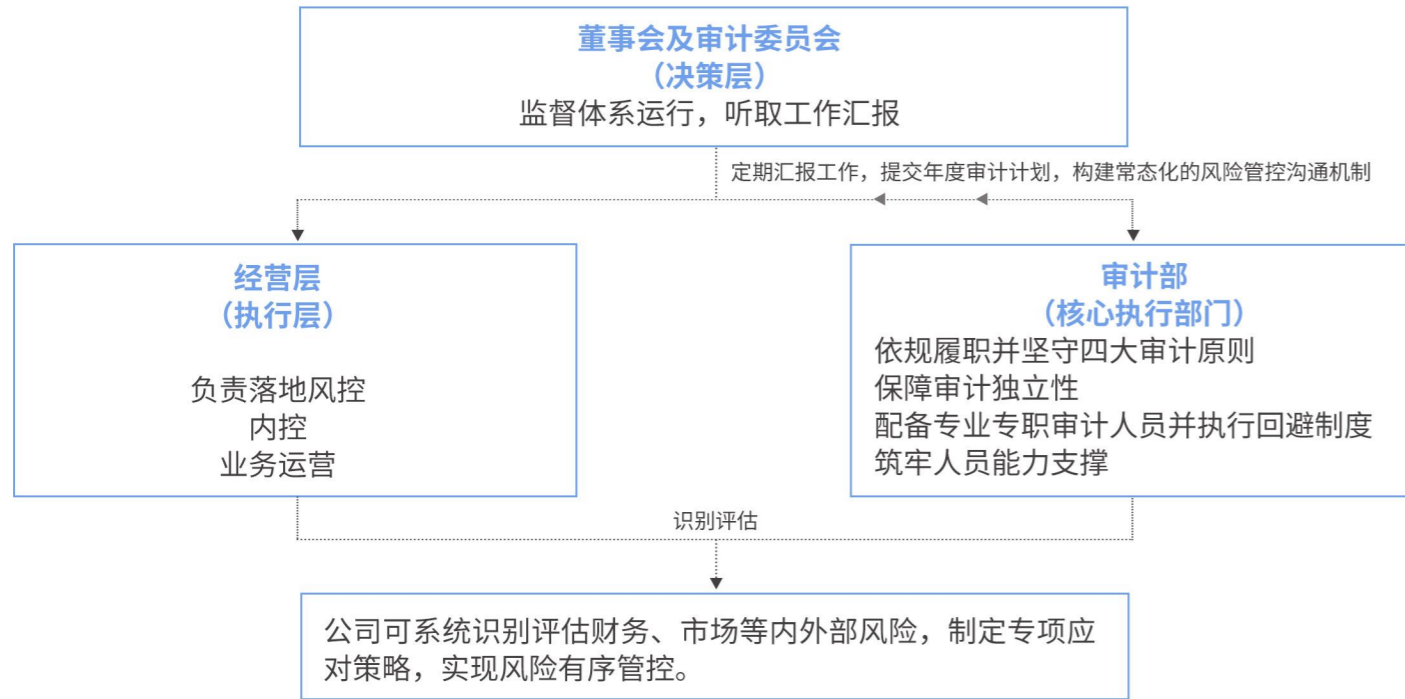 董事会及审计委员会
（决策层）
监督体系运行，听取工作汇报
定期汇报工作，提交年度审计计划，构建常态化的风险管控沟通机制
经营层
（执行层）
负责落地风控
内控
业务运营
审计部
（核心执行部门）
依规履职并坚守四大审计原则
保障审计独立性
配备专业专职审计人员并执行回避制度
筑牢人员能力支撑
识别评估
公司可系统识别评估财务、市场等内外部风险，制定专项应
对策略，实现风险有序管控。